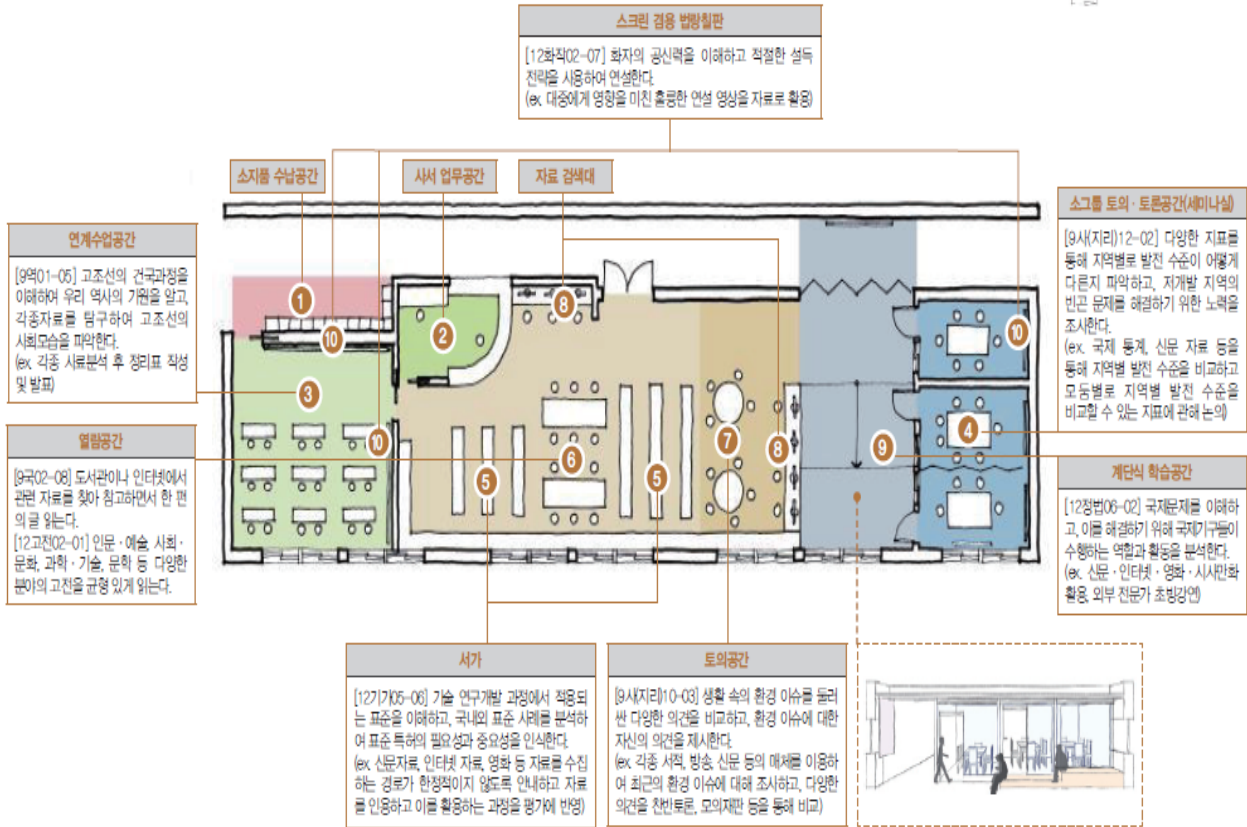 스크린 겸용 법랑칠판
[12화작02-07] 화자의 공신력을 이해하고 적절한 설득
전략을 사용하여 연설한다.
(ex. 대중에게 영향을 미친 훌륭한 연설 영상을 자료로 활용)
소지품 수납공간
사서 업무공간
자료 검색대
연계수업공간
[9역01-05] 고조선의 건국과정을
이해하여 우리 역사의 기원을 알고,
각종자료를 탐구하여 고조선의
사회모습을 파악한다.
(ex. 각종 사료분석 후 정리표 작성
및 발표)
소그룹 토의·토론공간(세미나실)
[9사(지리)12-02] 다양한 지표를
통해 지역별로 발전 수준이 어떻게
다른지 파악하고, 저개발 지역의
빈곤 문제를 해결하기 위한 노력을
조사한다.
(ex. 국제 통계, 신문 자료 등을
통해 지역별 발전 수준을 비교하고
모둠별로 지역별 발전 수준을
비교할 수 있는 지표에 관해 논의)
1
10
2
8
10
3
10
5
6
5
7
8
9
4
열람공간
[9국02-08] 도서관이나 인터넷에서
관련 자료를 찾아 참고하면서 한 편
의 글 읽는다.
[12고전02-01] 인문·예술, 사회·
문화, 과학·기술, 문학 등 다양한
분야의 고전을 균형 있게 읽는다.
계단식 학습공간
[12정법06-02] 국제문제를 이해하
고, 이를 해결하기 위해 국제기구들이
수행하는 역할과 활동을 분석한다.
(ex. 신문·인터넷·영화·시사만화
활용, 외부 전문가 초빙강연)
서가
[12기가05-06] 기술 연구개발 과정에서 적용되
는 표준을 이해하고, 국내외 표준 사례를 분석하
여 표준 특허의 필요성과 중요성을 인식한다.
(ex. 신문자료, 인터넷 자료, 영화 등 자료를 수집
하는 경로가 한정적이지 않도록 안내하고 자료
를 인용하고 이를 활용하는 과정을 평가에 반영)
토의공간
[9사(지리)10-03] 생활 속의 환경 이슈를 둘러
싼 다양한 의견을 비교하고, 환경 이슈에 대한
자신의 의견을 제시한다.
(ex. 각종 서적, 방송, 신문 등의 매체를 이용하
여 최근의 환경 이슈에 대해 조사하고, 다양한
의견을 찬반토론, 모의재판 등을 통해 비교)